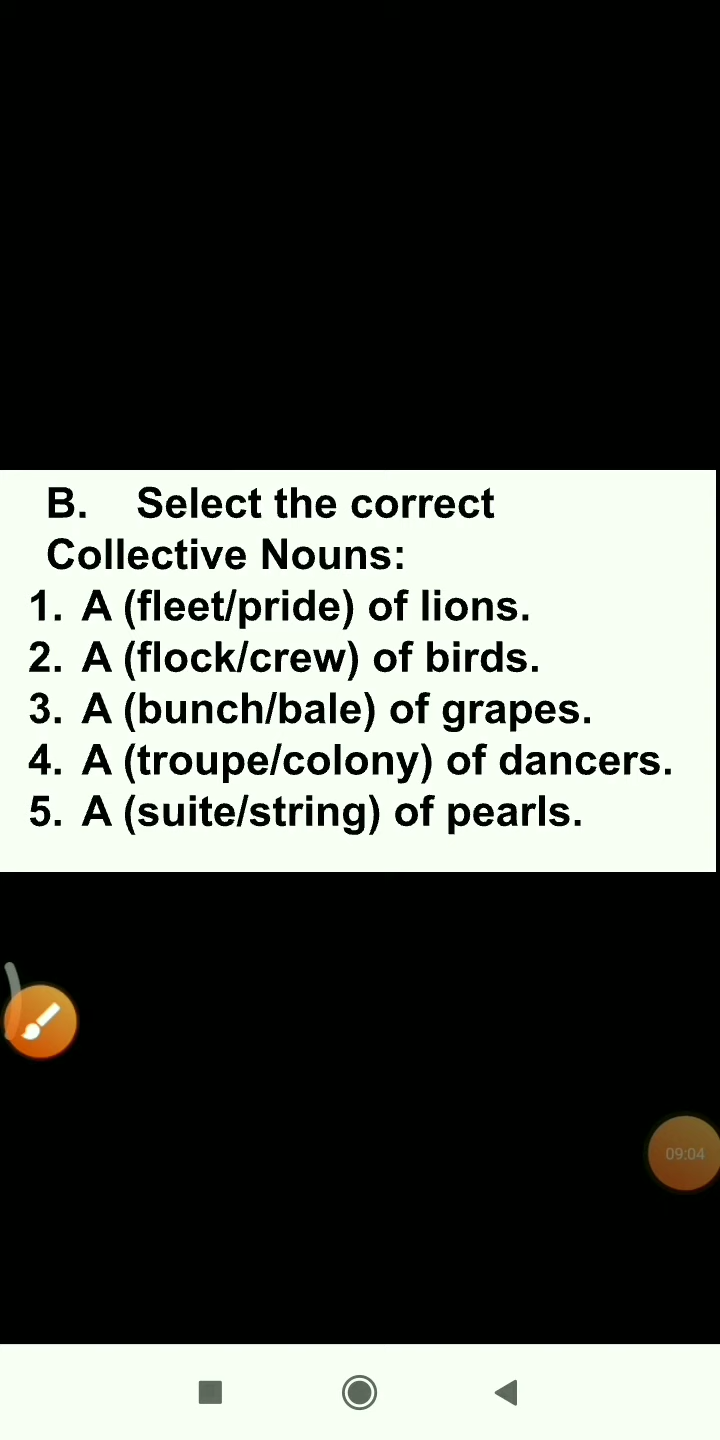 B. Select the correct
Collective Nouns:
1. A (fleet/pride) of lions.
2. A (flock/crew) of birds.
3. A (bunch/bale) of grapes.
4. A (troupe/colony) of dancers.
5. A (suite/string) of pearls.
09:04